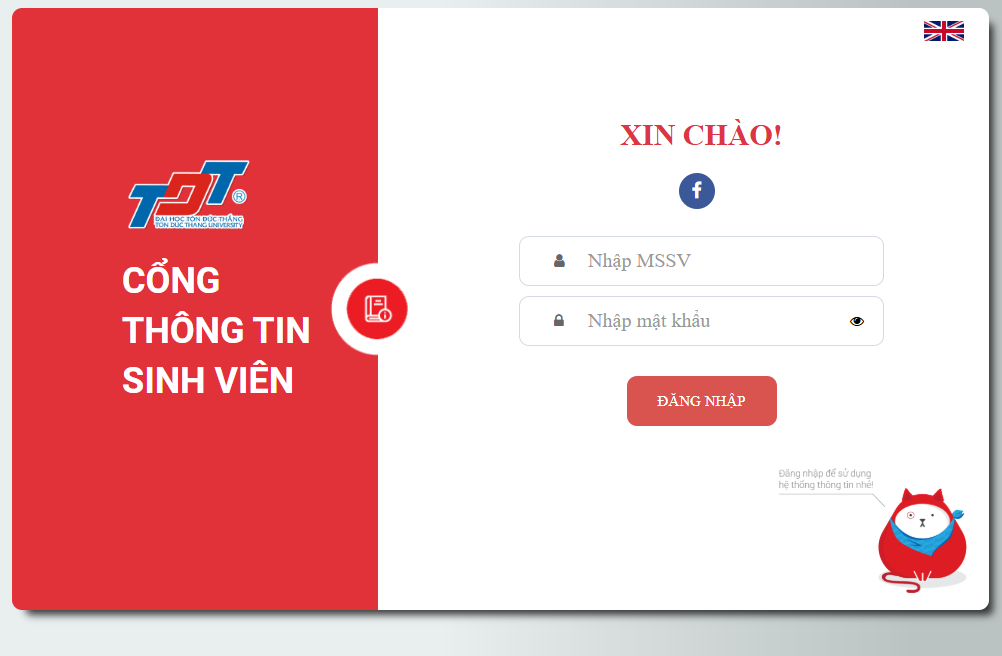 TDT®
ĐẠI HỌC TÔN ĐỨC THẮNG
TON DUC THANG UNIVERSITY
CỔNG
THÔNG TIN
SINH VIÊN
XIN CHÀO!
f
Nhập MSSV
Nhập mật khẩu
ĐĂNG NHẬP
Đăng nhập để sử dụng
hệ thống thông tin nhé!